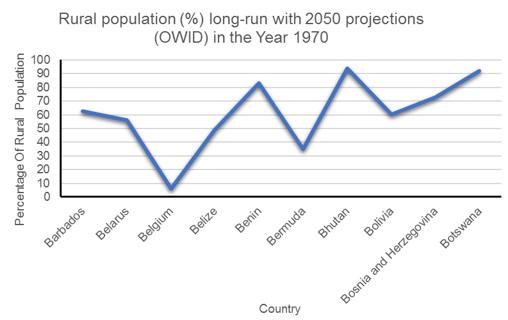 Rural population (%) long-run with 2050 projections
(OWID) in the Year 1970
Percentage Of Rural Population
100
90
80
70
60
50
40
30
20
10
0
Barbados
Belarus
Belgium
Belize
Benin
Bermuda
Bhutan
Bolivia
Bosnia and Herzegovina
Botswana
Country